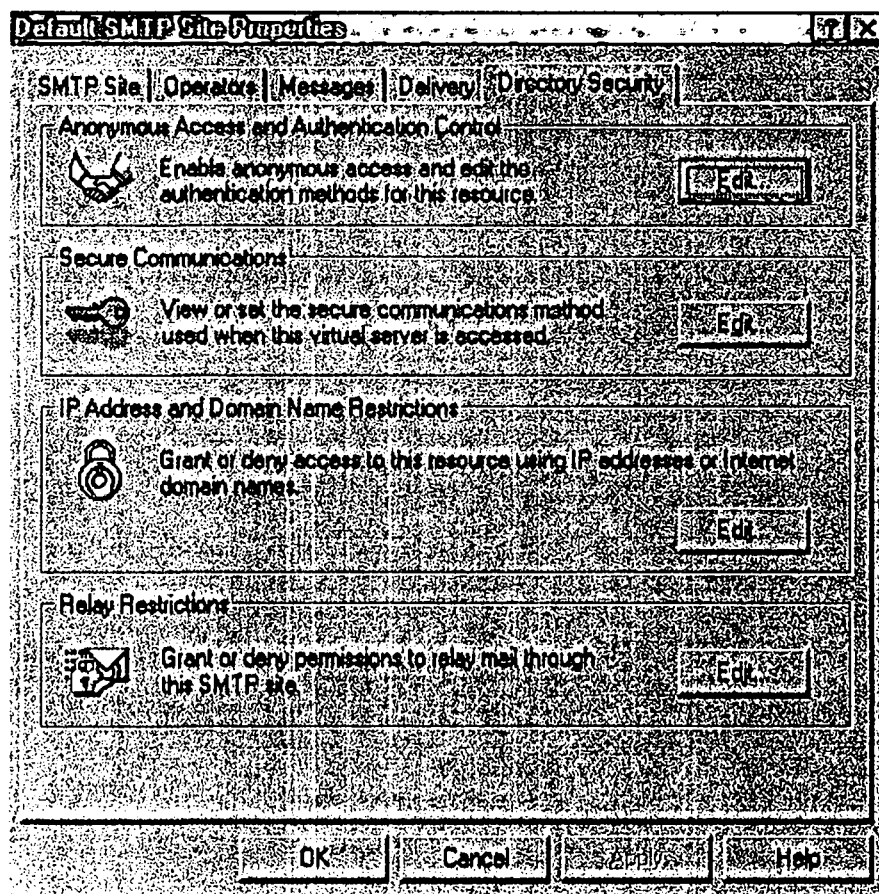 Default SMTP Site Properties
SMTP Site Operators Messages Delivery Directory Security
Anonymous Access and Authentication Control
Enable anonymous access and edit the
authentication methods for this resource.
Edit...
Secure Communications
View or set the secure communications method
used when this virtual server is accessed.
Edit...
IP Address and Domain Name Restrictions
Grant or deny access to this resource using IP addresses or Internet
domain names.
Edit...
Relay Restrictions
Grant or deny permissions to relay mail through
this SMTP site.
Edit...
OK Cancel Apply Help